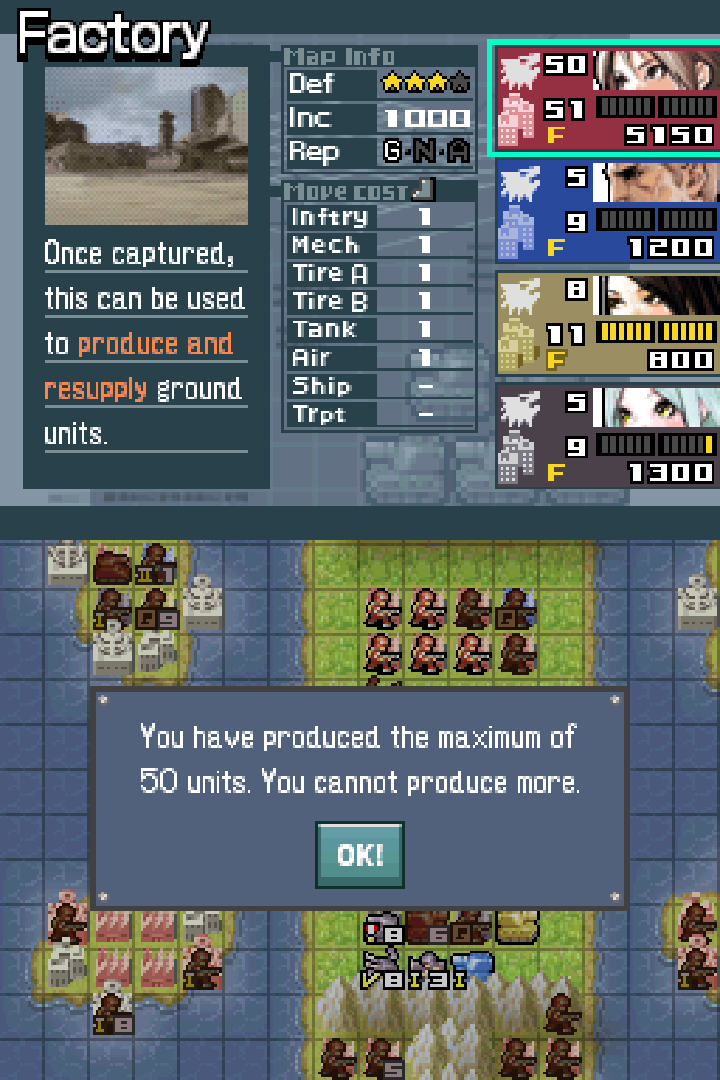 Factory
Once captured,
this can be used
to produce and
resupply ground
units.
Map Info
Def
Inc 1000
Rep G·N·A
Move cost
Inftry 1
Mech 1
Tire A 1
Tire B 1
Tank 1
Air 1
Ship -
Trpt -
50
51
F 5150
5
9
F 1200
8
11
F 800
5
9
F 1300
You have produced the maximum of
50 units. You cannot produce more.
OK!